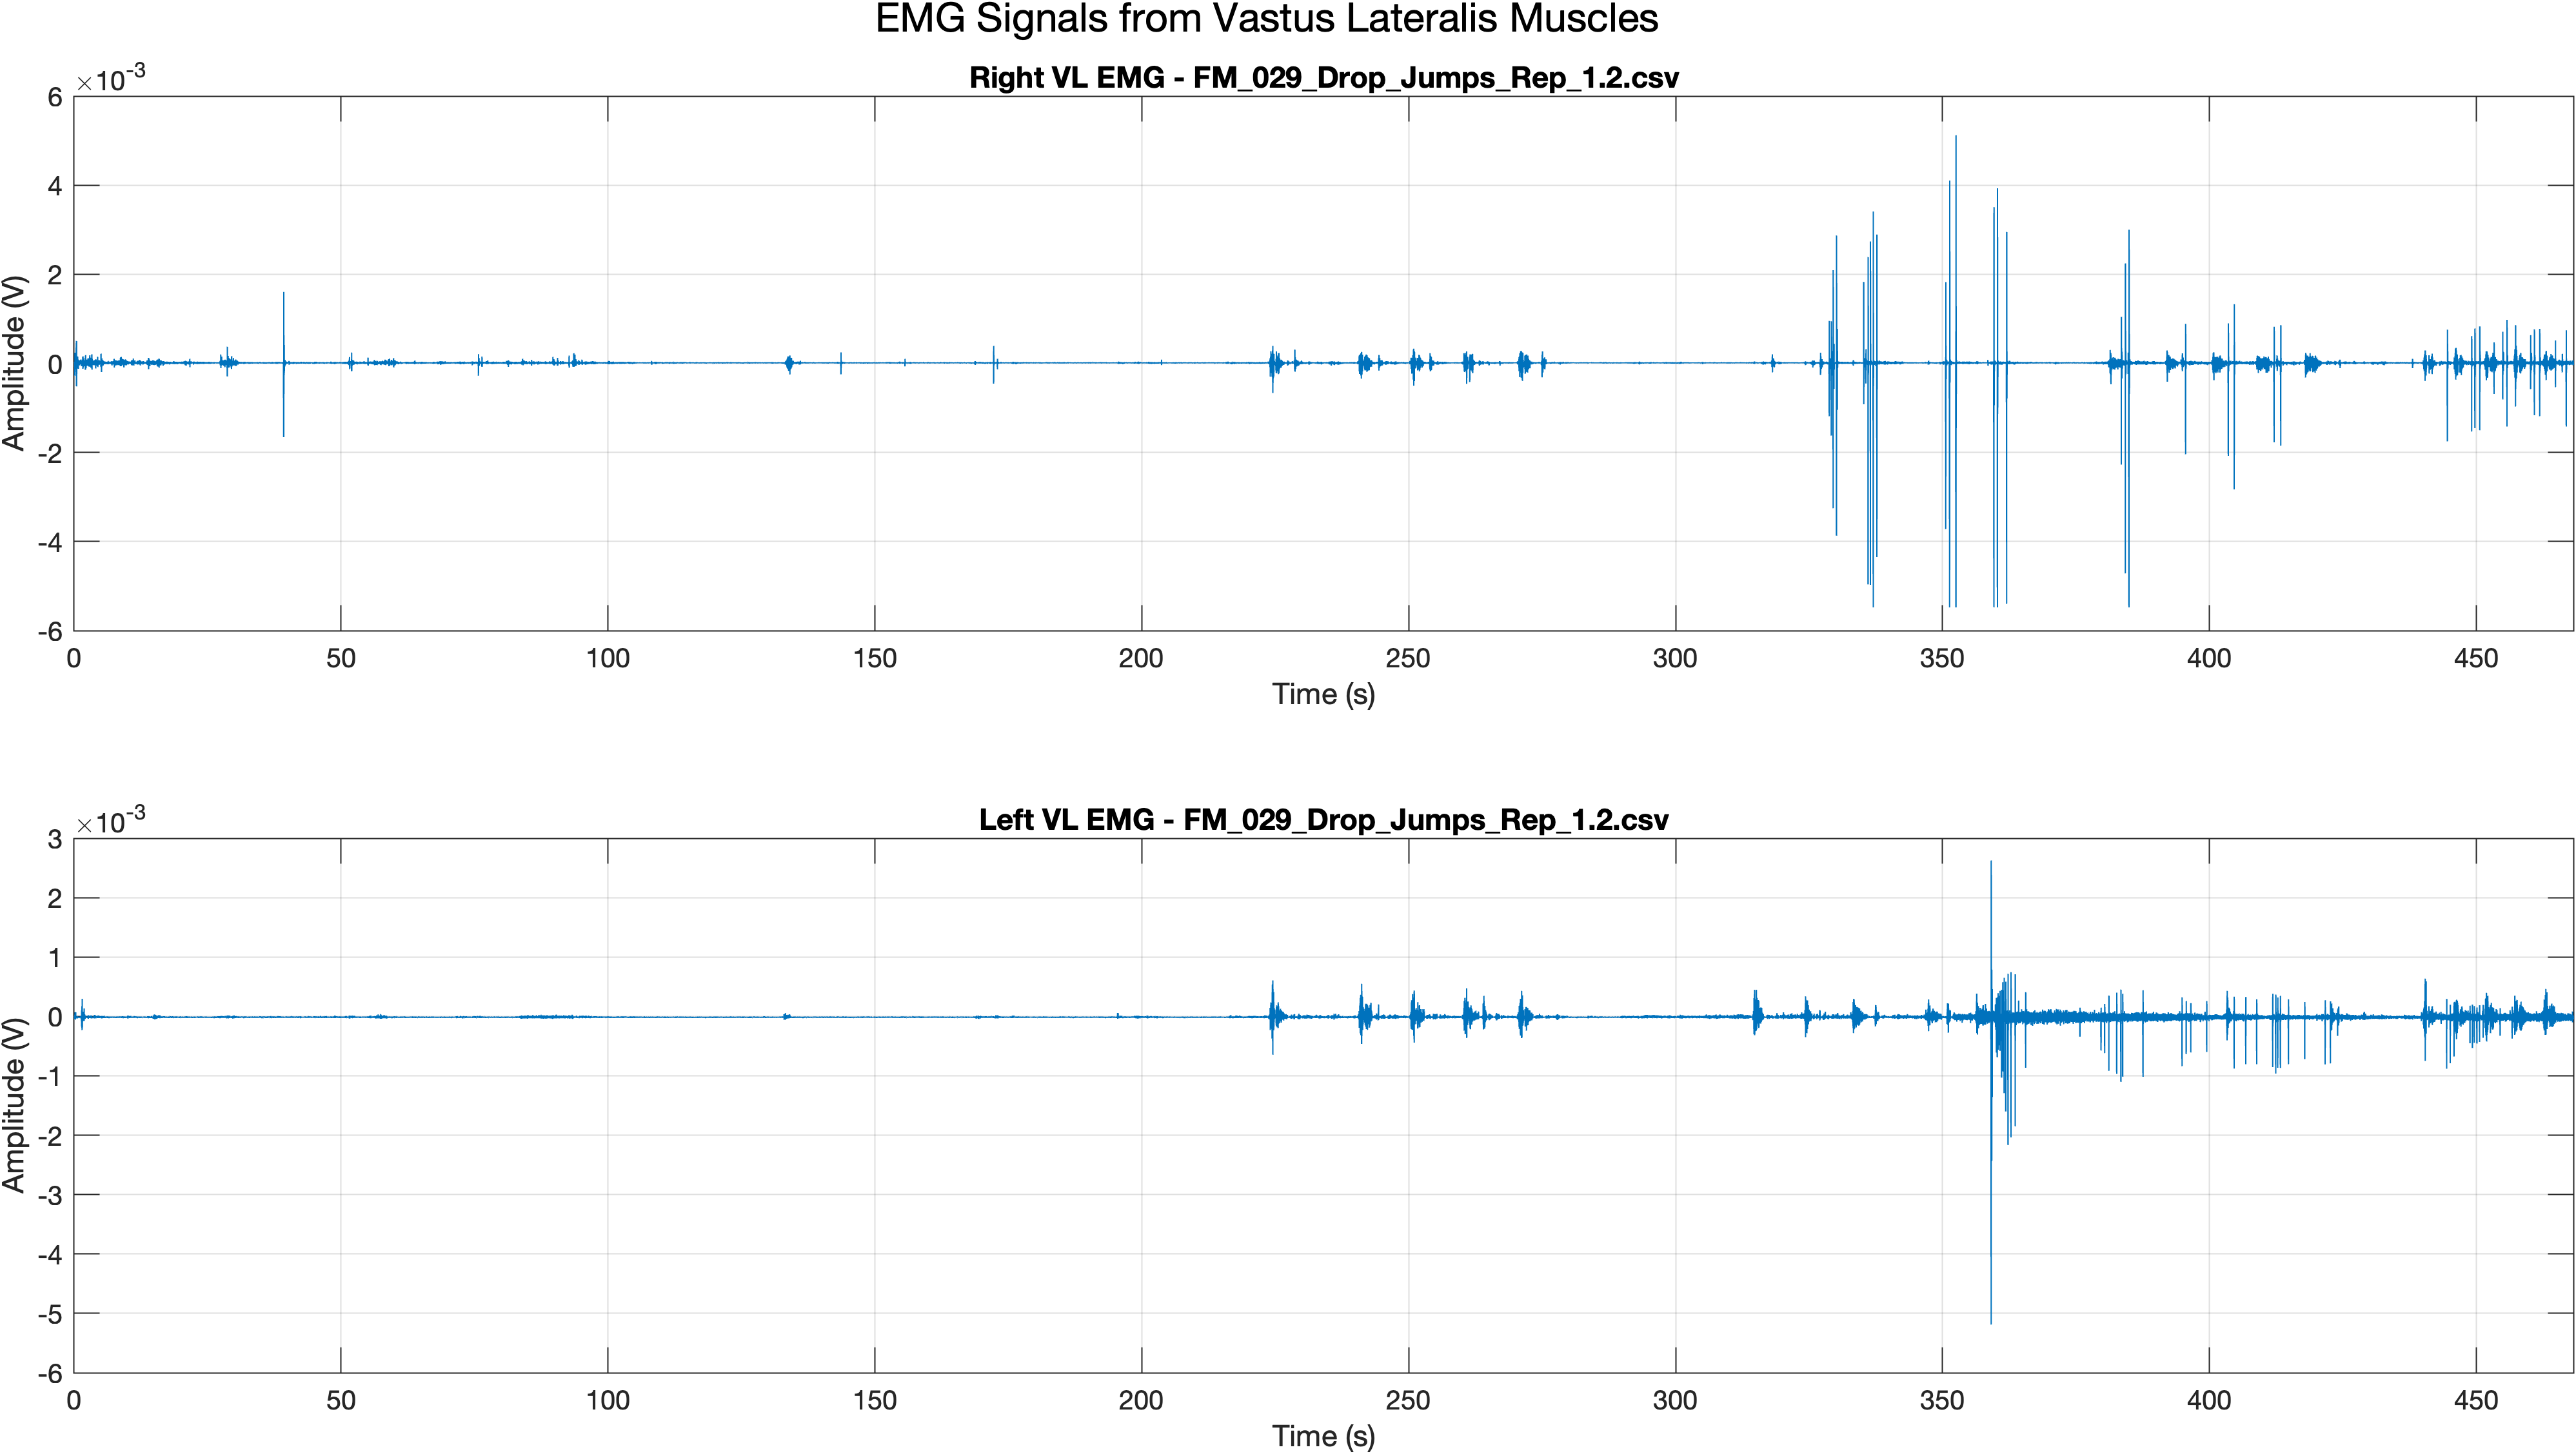 EMG Signals from Vastus Lateralis Muscles
Right VL EMG - FM_029_Drop_Jumps_Rep_1.2.csv
×10-3
6
4
2
0
-2
-4
-6
Amplitude (V)
0 50 100 150 200 250 300 350 400 450
Time (s)
Left VL EMG - FM_029_Drop_Jumps_Rep_1.2.csv
×10-3
3
2
1
0
-1
-2
-3
-4
-5
-6
Amplitude (V)
0 50 100 150 200 250 300 350 400 450
Time (s)